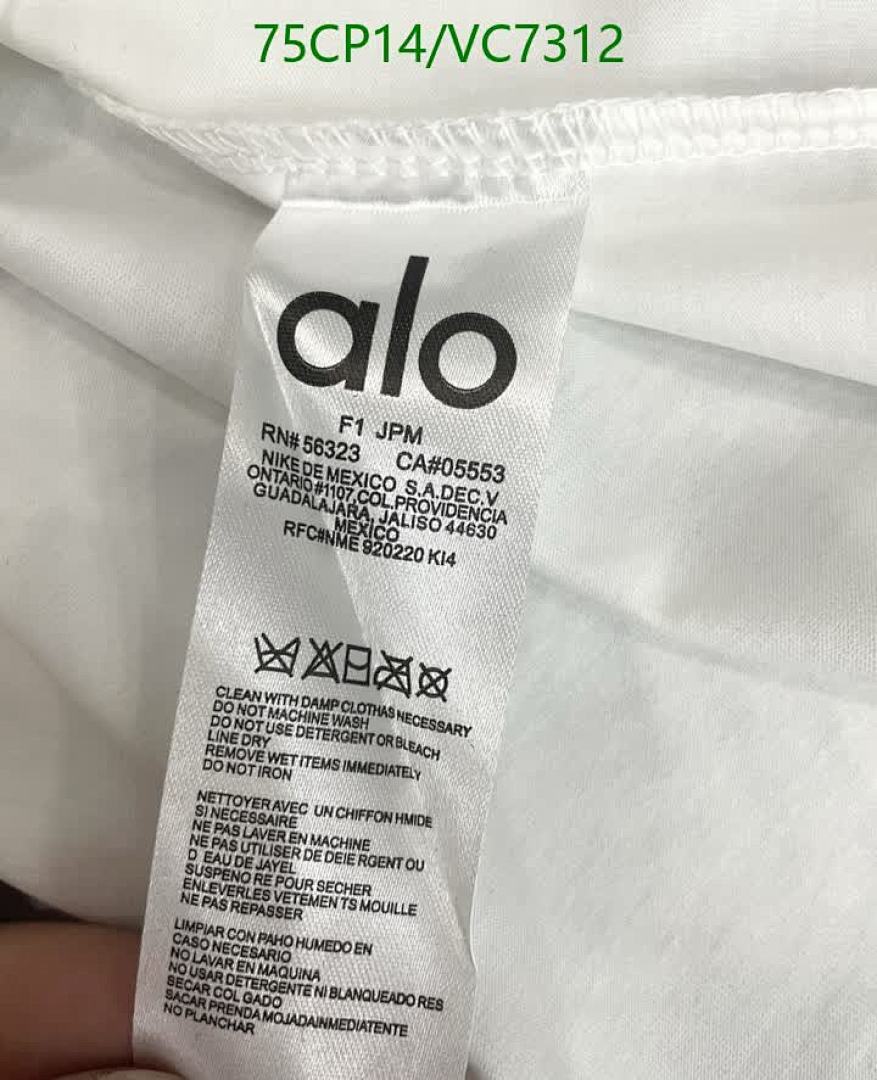 75CP14/VC7312
alo
F1 JPM
RN# 56323 CA#05553
NIKE DE MEXICO S.A.DEC.V
ONTARIO#1107,COL.PROVIDENCIA
GUADALAJARA, JALISO 44630
MEXICO
RFC#NME 920220 KI4
CLEAN WITH DAMP CLOTHAS NECESSARY
DO NOT MACHINE WASH
DO NOT USE DETERGENT OR BLEACH
LINE DRY
REMOVE WET ITEMS IMMEDIATELY
DO NOT IRON
NETTOYER AVEC UN CHIFFON HMIDE
SI NECESSAIRE
NE PAS LAVER EN MACHINE
NE PAS UTILISER DE DEIE RGENT OU
D EAU DE JAYEL
SUSPENO RE POUR SECHER
ENLEVERLES VETEMEN TS MOUILLE
NE PAS REPASSER
LIMPIAR CON PAHO HUMEDO EN
CASO NECESARIO
NO LAVAR EN MAQUINA
NO USAR DETERGENTE NI BLANQUEADO RES
SECAR COL GADO
SACAR PRENDA MOJADAINMEDIATENTE
NO PLANCHAR